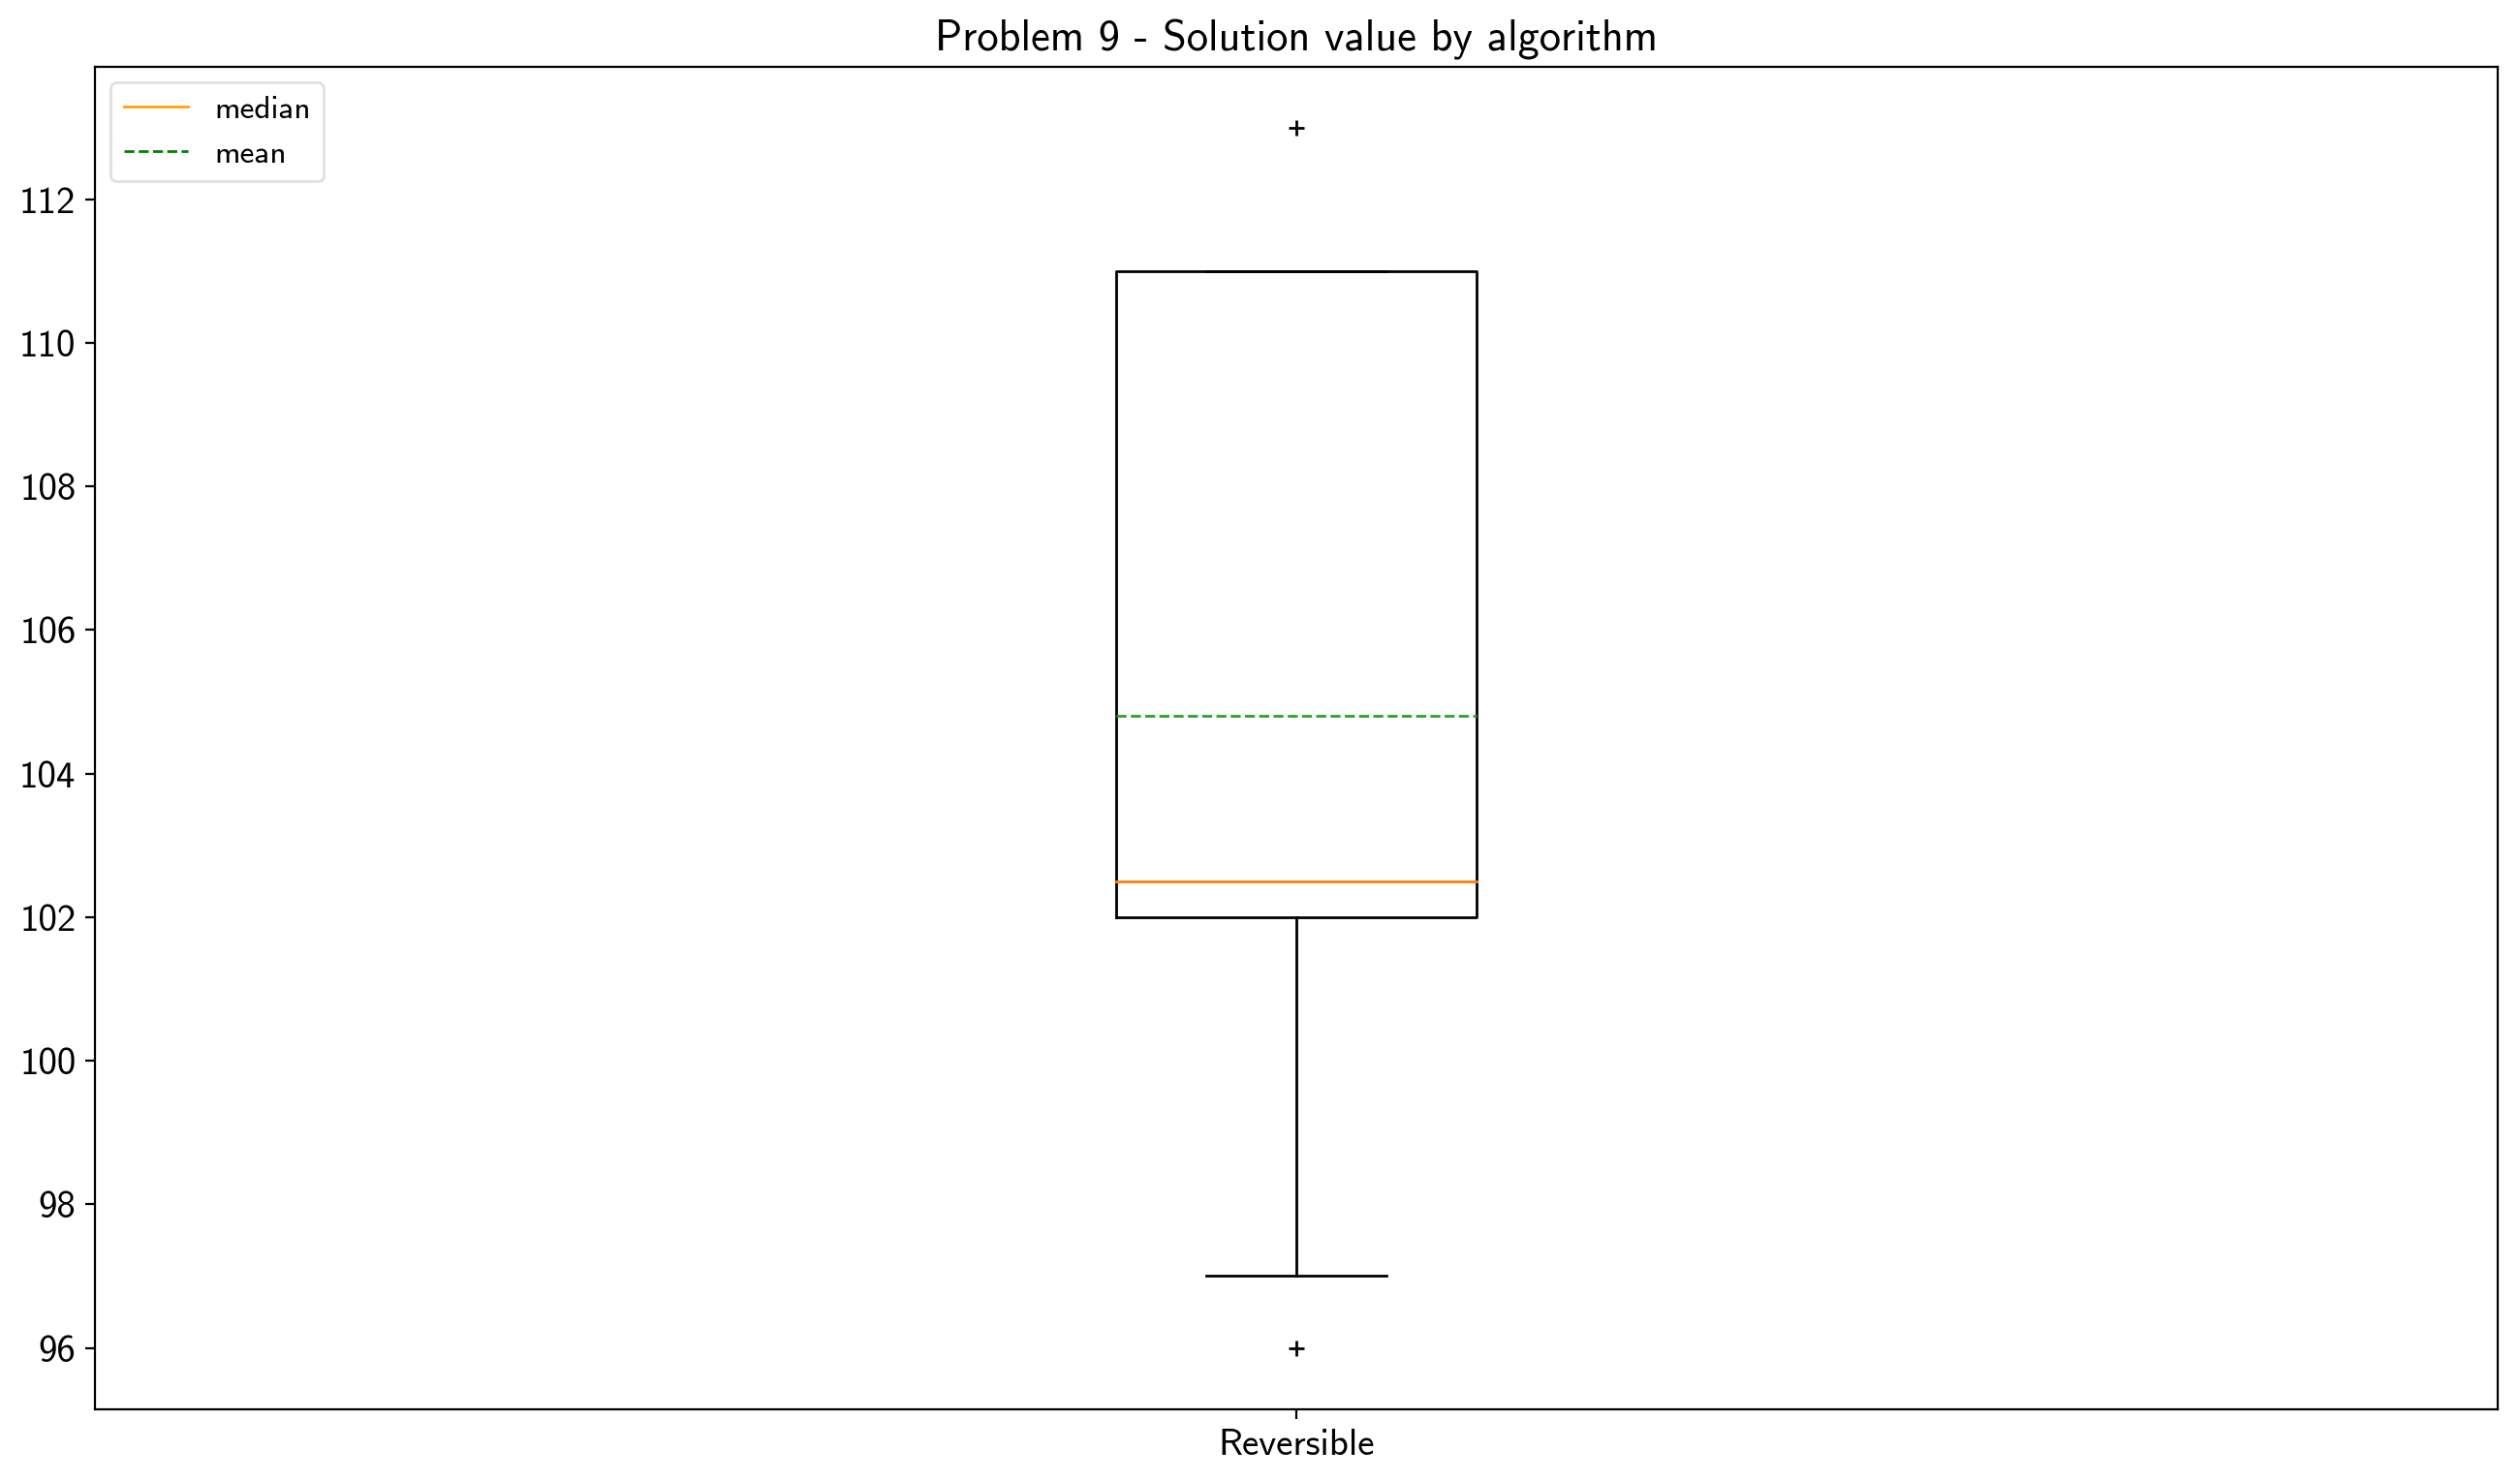 Problem 9 - Solution value by algorithm
median
mean
112
110
108
106
104
102
100
98
96
Reversible